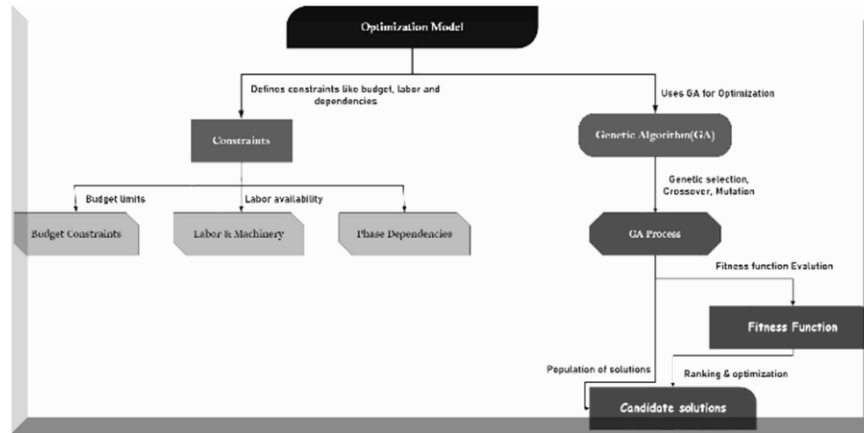 Optimization Model
Defines constraints like budget, labor and
dependencies
Uses GA for Optimization
Constraints
Genetic Algorithm(GA)
Genetic selection,
Crossover, Mutation
Budget limits
Labor availability
Budget Constraints
Labor & Machinery
Phase Dependencies
GA Process
Fitness function Evalution
Fitness Function
Population of solutions
Ranking & optimization
Candidate solutions